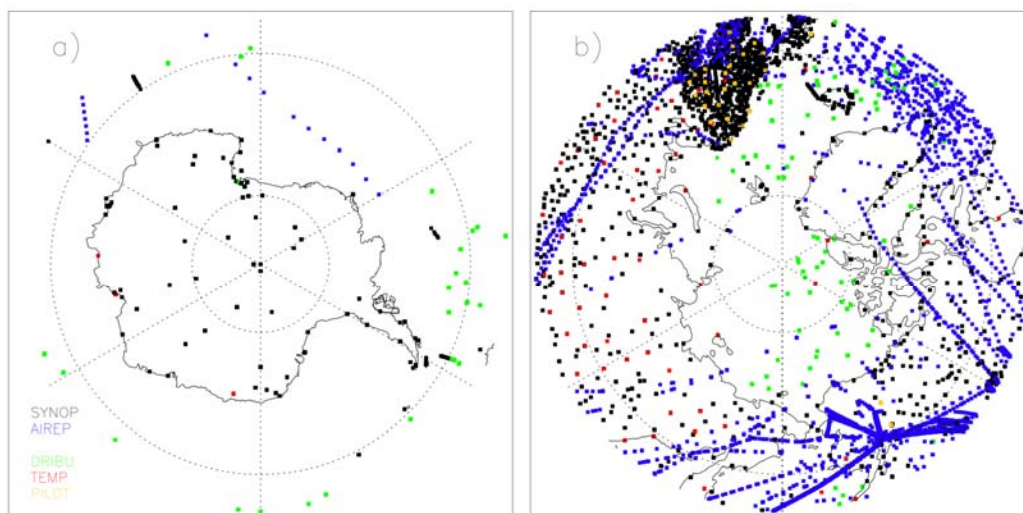 a)
SYNOP
AIREP
DRIBU
TEMP
PILOT
b)